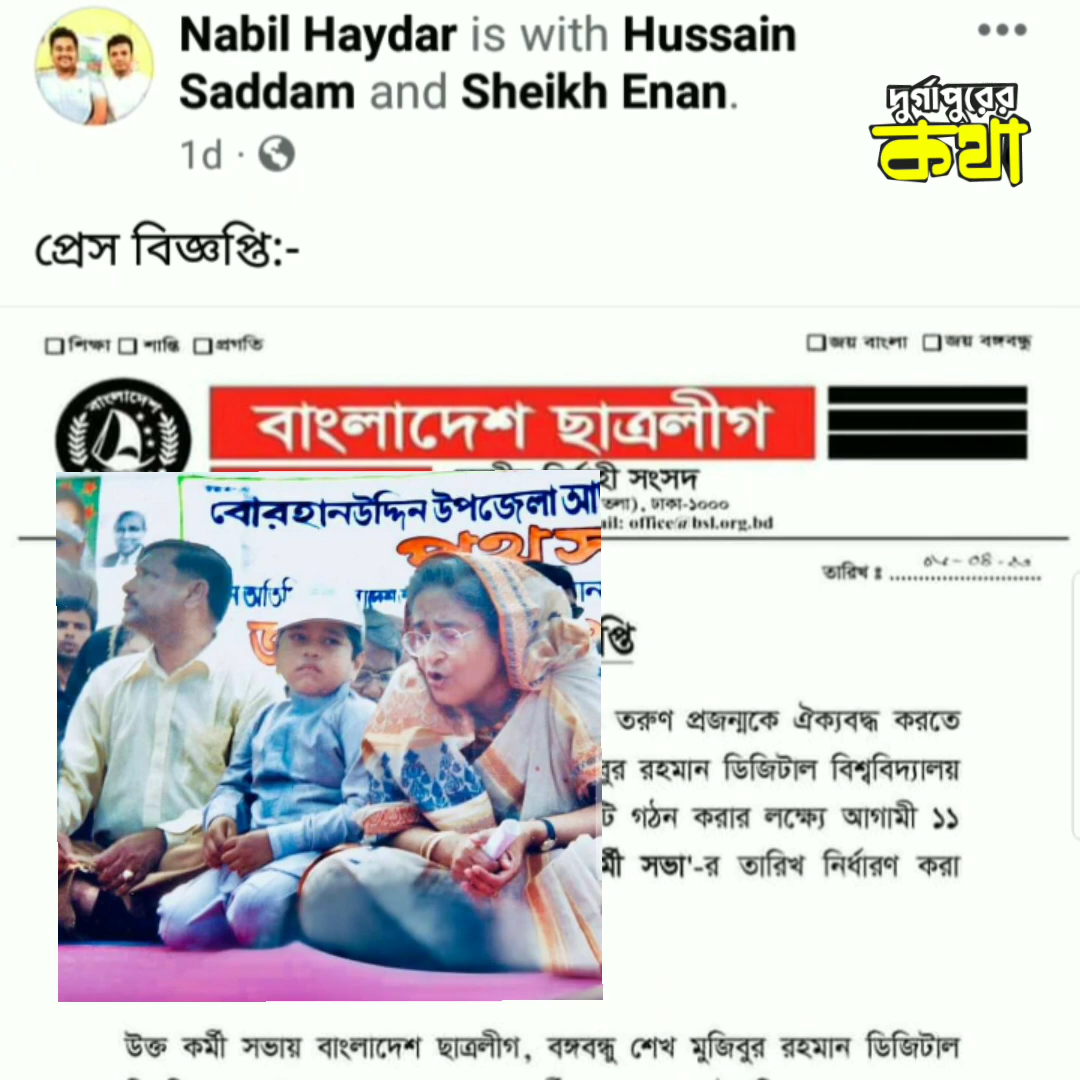 Nabil Haydar is with Hussain
Saddam and Sheikh Enan.
1d
দুর্গাপুরের
কথা
প্রেস বিজ্ঞপ্তি:-
শিক্ষা শান্তি প্রগতি
জয় বাংলা জয় বঙ্গবন্ধু
বাংলাদেশ
বাংলাদেশ ছাত্রলীগ
সংসদ
ঢাকা-১০০০
office@bsl.org.bd
তারিখ ঃ
বোরহানউদ্দিন উপজেলা আ
তরুণ প্রজন্মকে ঐক্যবদ্ধ করতে
রহমান ডিজিটাল বিশ্ববিদ্যালয়
গঠন করার লক্ষ্যে আগামী ১১
সভা'-র তারিখ নির্ধারণ করা
উক্ত কর্মী সভায় বাংলাদেশ ছাত্রলীগ, বঙ্গবন্ধু শেখ মুজিবুর রহমান ডিজিটাল